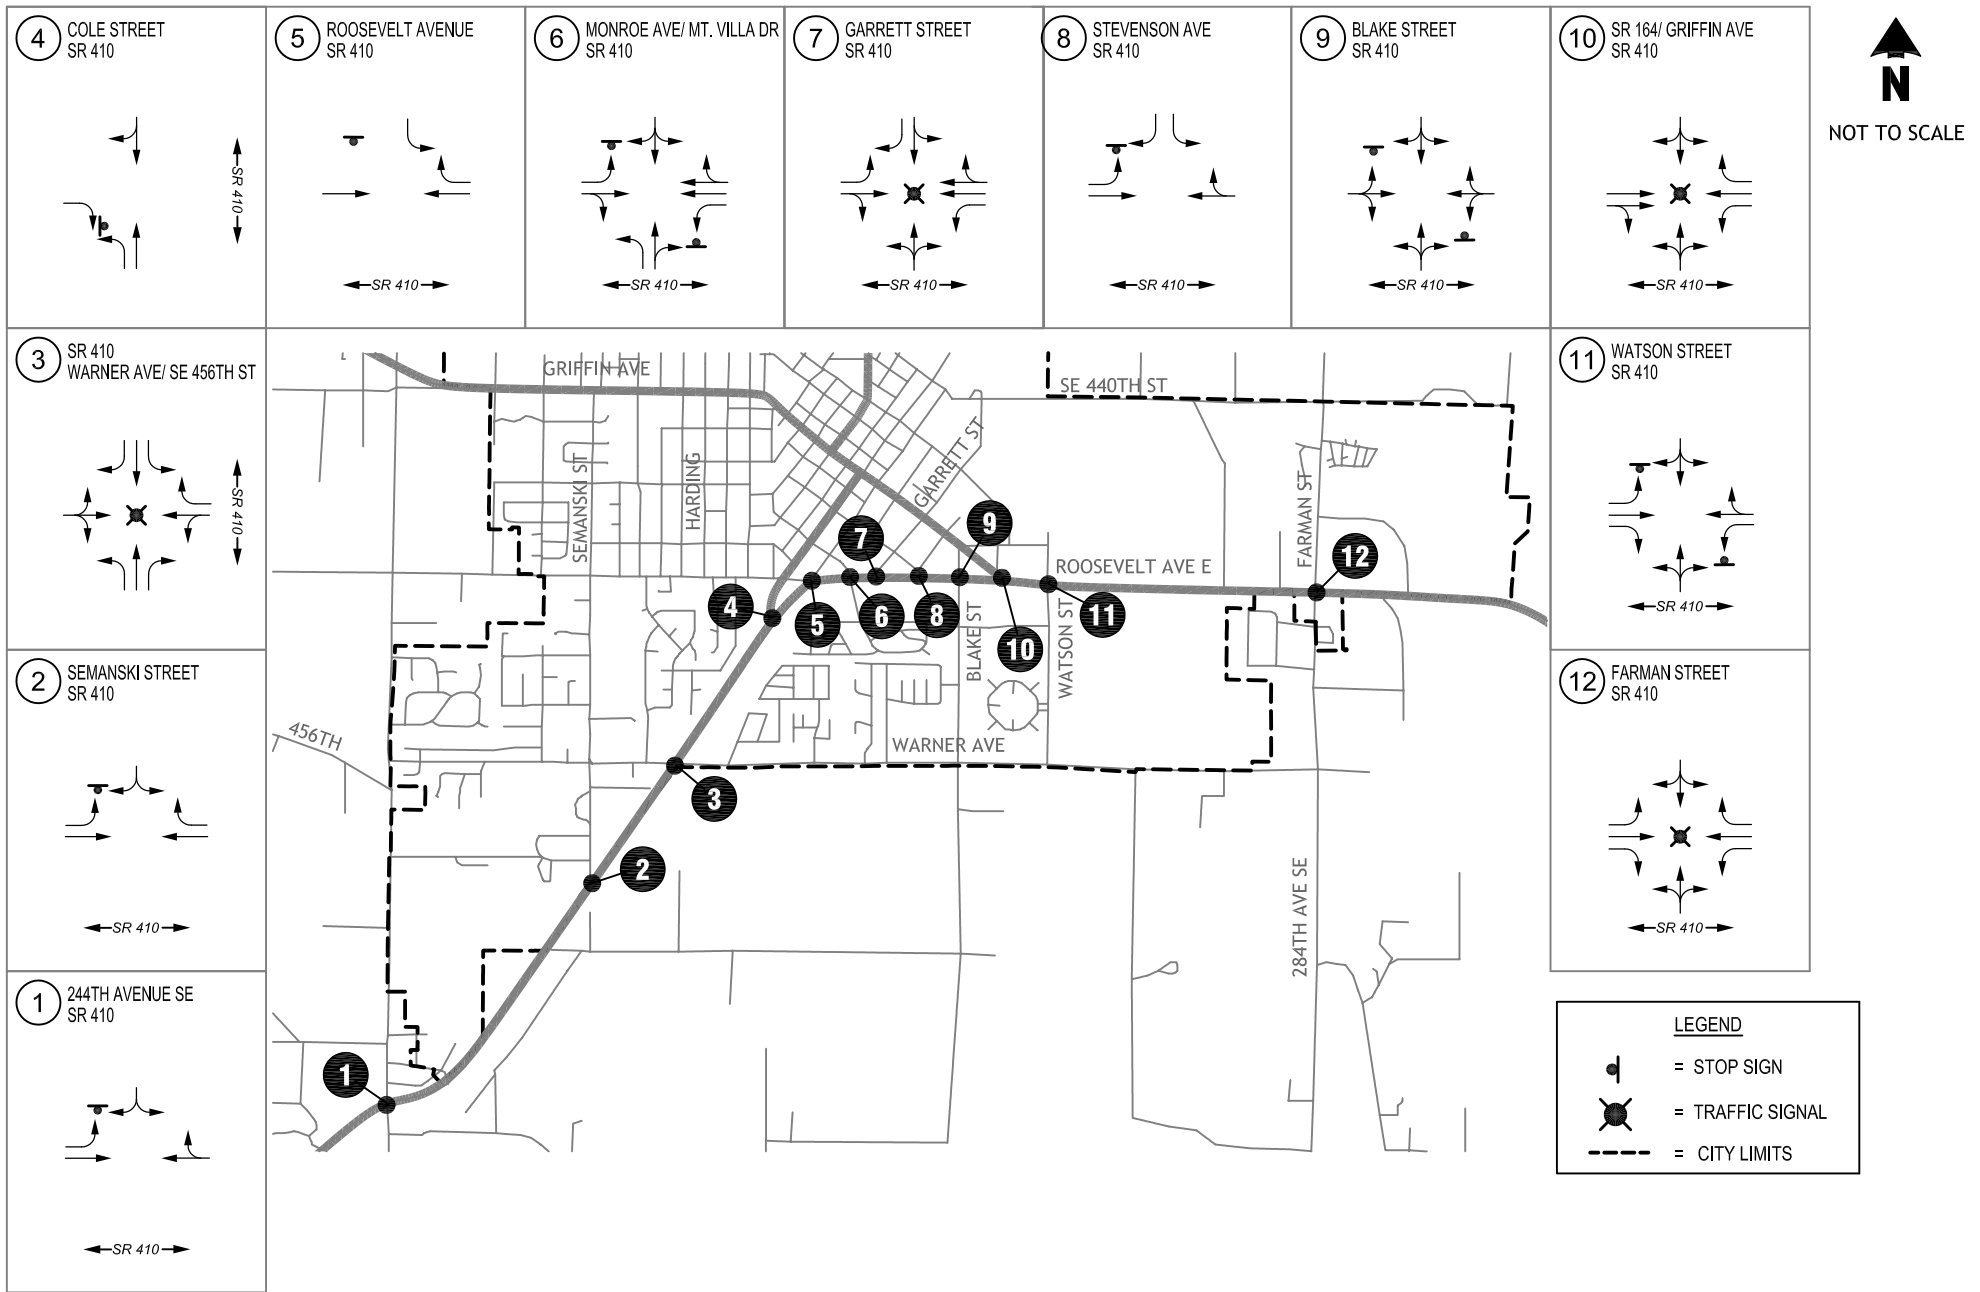 4
COLE STREET
SR 410
SR 410
5
ROOSEVELT AVENUE
SR 410
SR 410
6
MONROE AVE/ MT. VILLA DR
SR 410
SR 410
7
GARRETT STREET
SR 410
SR 410
8
STEVENSON AVE
SR 410
SR 410
9
BLAKE STREET
SR 410
SR 410
10
SR 164/ GRIFFIN AVE
SR 410
SR 410
N
NOT TO SCALE
3
SR 410
WARNER AVE/ SE 456TH ST
SR 410
2
SEMANSKI STREET
SR 410
SR 410
1
244TH AVENUE SE
SR 410
SR 410
GRIFFIN AVE
SE 440TH ST
SEMANSKI ST
HARDING
GARRETT ST
FARMAN ST
ROOSEVELT AVE E
BLAKE ST
WATSON ST
456TH
WARNER AVE
284TH AVE SE
7
9
12
4
5
6
8
10
11
3
2
1
11
WATSON STREET
SR 410
SR 410
12
FARMAN STREET
SR 410
SR 410
LEGEND
= STOP SIGN
= TRAFFIC SIGNAL
= CITY LIMITS